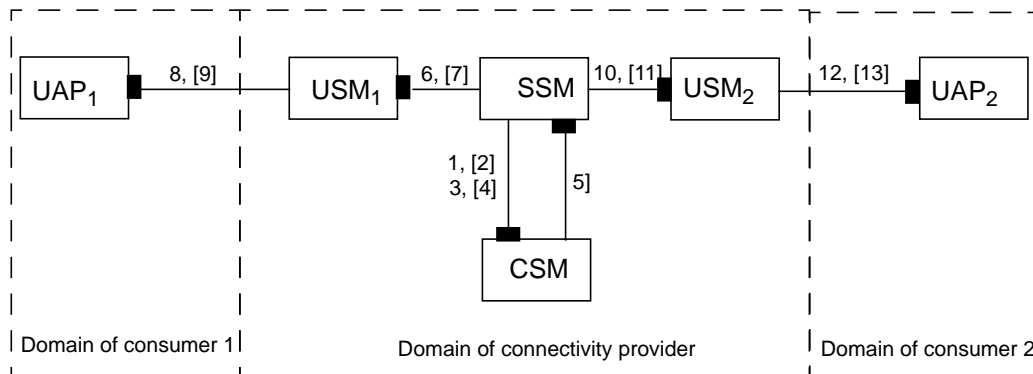 UAP1
8, [9]
USM1
6, [7]
SSM
10, [11]
USM2
12, [13]
UAP2
1, [2]
3, [4]
5]
CSM
Domain of consumer 1
Domain of connectivity provider
Domain of consumer 2